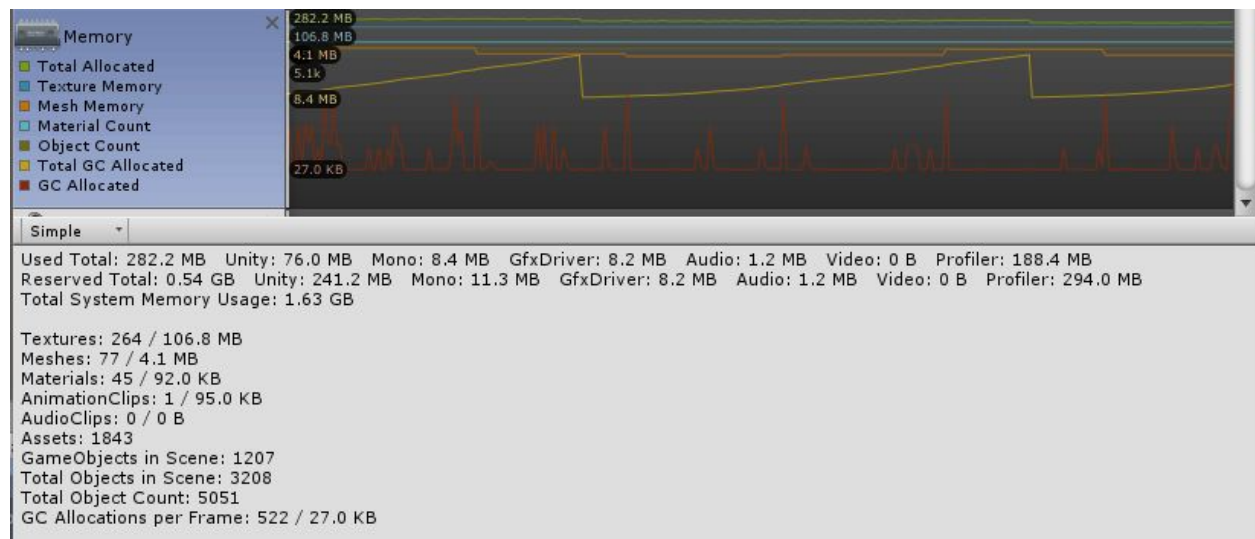 Memory
Total Allocated
Texture Memory
Mesh Memory
Material Count
Object Count
Total GC Allocated
GC Allocated
282.2 MB
106.8 MB
4.1 MB
5.1k
8.4 MB
27.0 KB
Simple
Used Total: 282.2 MB Unity: 76.0 MB Mono: 8.4 MB GfxDriver: 8.2 MB Audio: 1.2 MB Video: 0 B Profiler: 188.4 MB
Reserved Total: 0.54 GB Unity: 241.2 MB Mono: 11.3 MB GfxDriver: 8.2 MB Audio: 1.2 MB Video: 0 B Profiler: 294.0 MB
Total System Memory Usage: 1.63 GB
Textures: 264 / 106.8 MB
Meshes: 77 / 4.1 MB
Materials: 45 / 92.0 KB
AnimationClips: 1 / 95.0 KB
AudioClips: 0 / 0 B
Assets: 1843
GameObjects in Scene: 1207
Total Objects in Scene: 3208
Total Object Count: 5051
GC Allocations per Frame: 522 / 27.0 KB